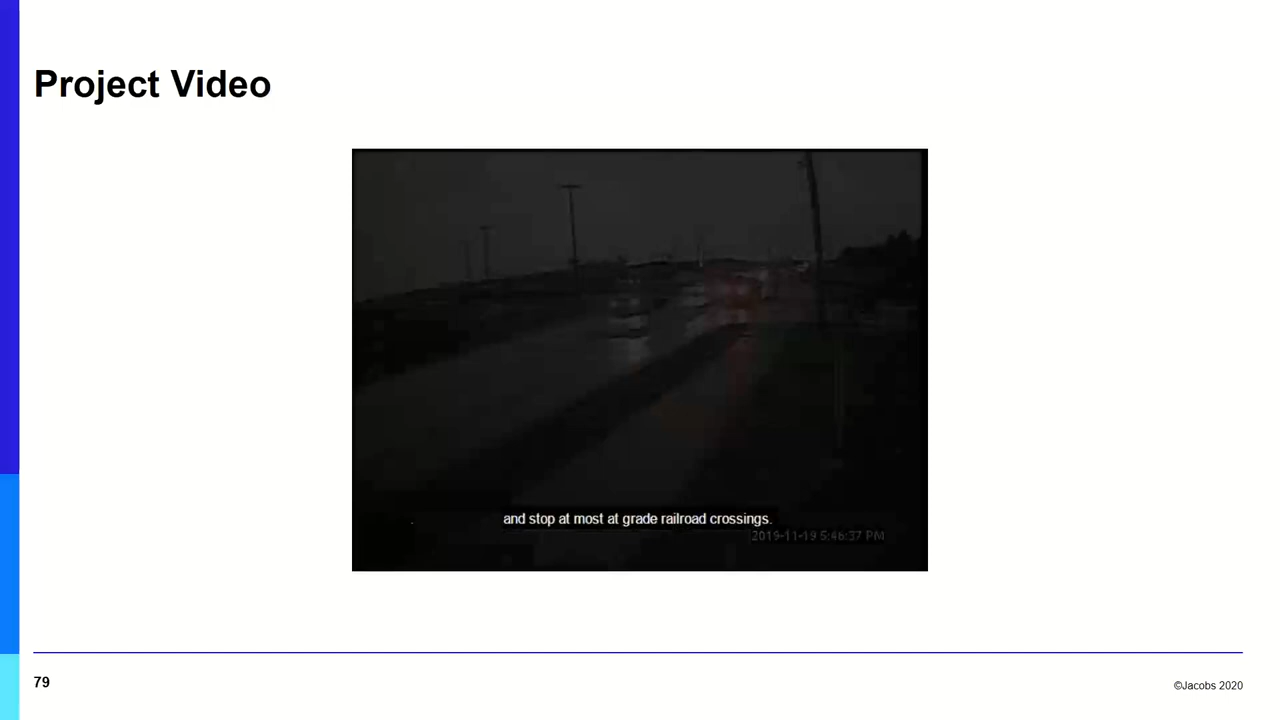 Project Video
and stop at most at grade railroad crossings.
2019-11-19 5:46:37 PM
79
©Jacobs 2020